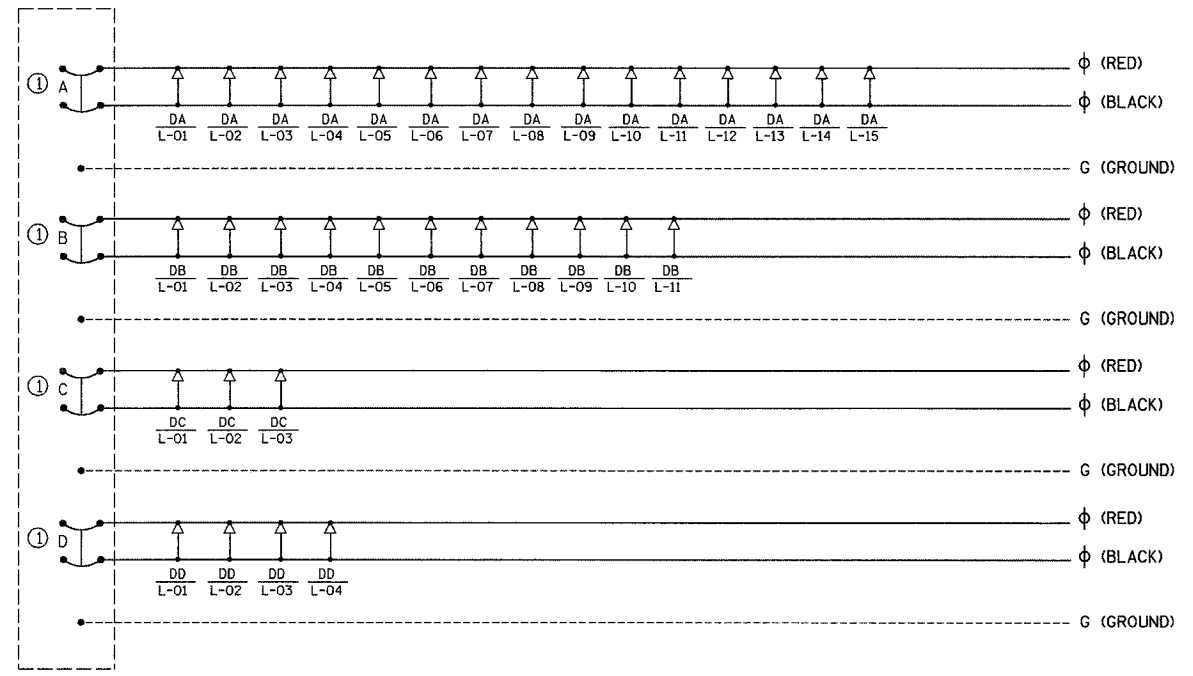 ϕ (RED)
① A
ϕ (BLACK)
DA DA DA DA DA DA DA DA DA DA DA DA DA DA DA
L-01 L-02 L-03 L-04 L-05 L-06 L-07 L-08 L-09 L-10 L-11 L-12 L-13 L-14 L-15
G (GROUND)
ϕ (RED)
① B
ϕ (BLACK)
DB DB DB DB DB DB DB DB DB DB DB
L-01 L-02 L-03 L-04 L-05 L-06 L-07 L-08 L-09 L-10 L-11
G (GROUND)
ϕ (RED)
① C
ϕ (BLACK)
DC DC DC
L-01 L-02 L-03
G (GROUND)
ϕ (RED)
① D
ϕ (BLACK)
DD DD DD DD
L-01 L-02 L-03 L-04
G (GROUND)